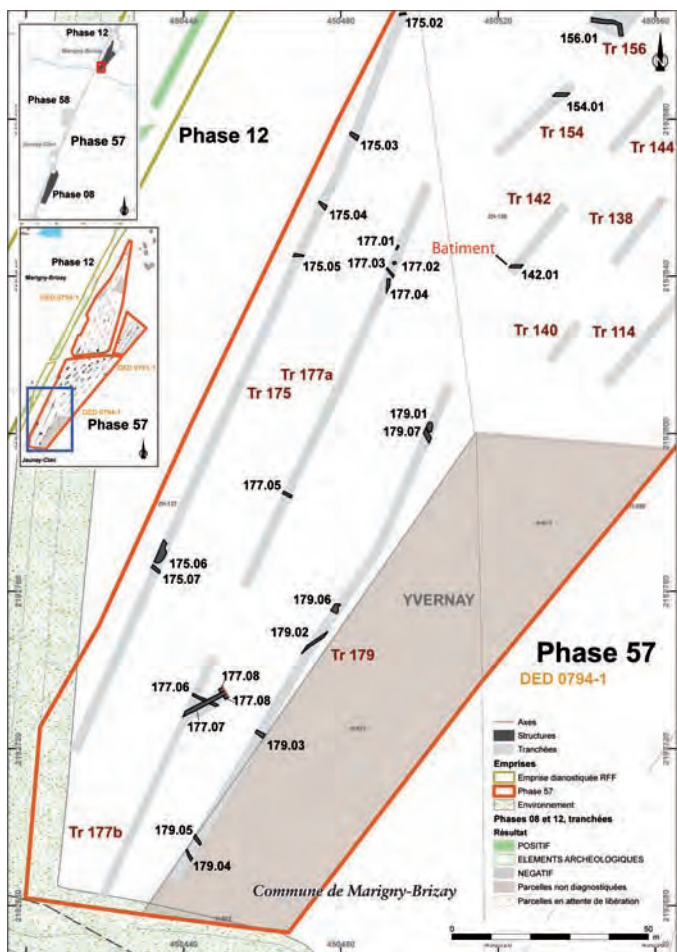 450440
450480
450520
450560
Phase 12
Marigny-Brizay
Phase 58
Phase 57
Jaunay-Clan
Phase 08
Phase 12
Marigny-Brizay
DED 0794-1
DED 0794-1
Phase 57
Jaunay-Clan
Phase 12
175.02
156.01
Tr 156
N
154.01
Tr 154
Tr 144
175.03
175.04
175.05
Tr 142
Tr 138
177.01
177.02
177.03
177.04
Batiment
142.01
Tr 140
Tr 114
Tr 177a
Tr 175
179.01
179.07
177.05
175.06
175.07
YVERNAY
179.06
179.02
Tr 179
Phase 57
DED 0794-1
177.06
177.08
177.08
177.07
179.03
Tr 177b
179.05
179.04
Commune de Marigny-Brizay
Axes
Structures
Tranchées
Emprises
Emprise dianostiquée RFF
Phase 57
Environnement
Phases 08 et 12, tranchées
Résultat
POSITIF
ELEMENTS ARCHEOLOGIQUES
NEGATIF
Parcelles non diagnostiquées
Parcelles en attente de libération
0
50
m
450440
450480